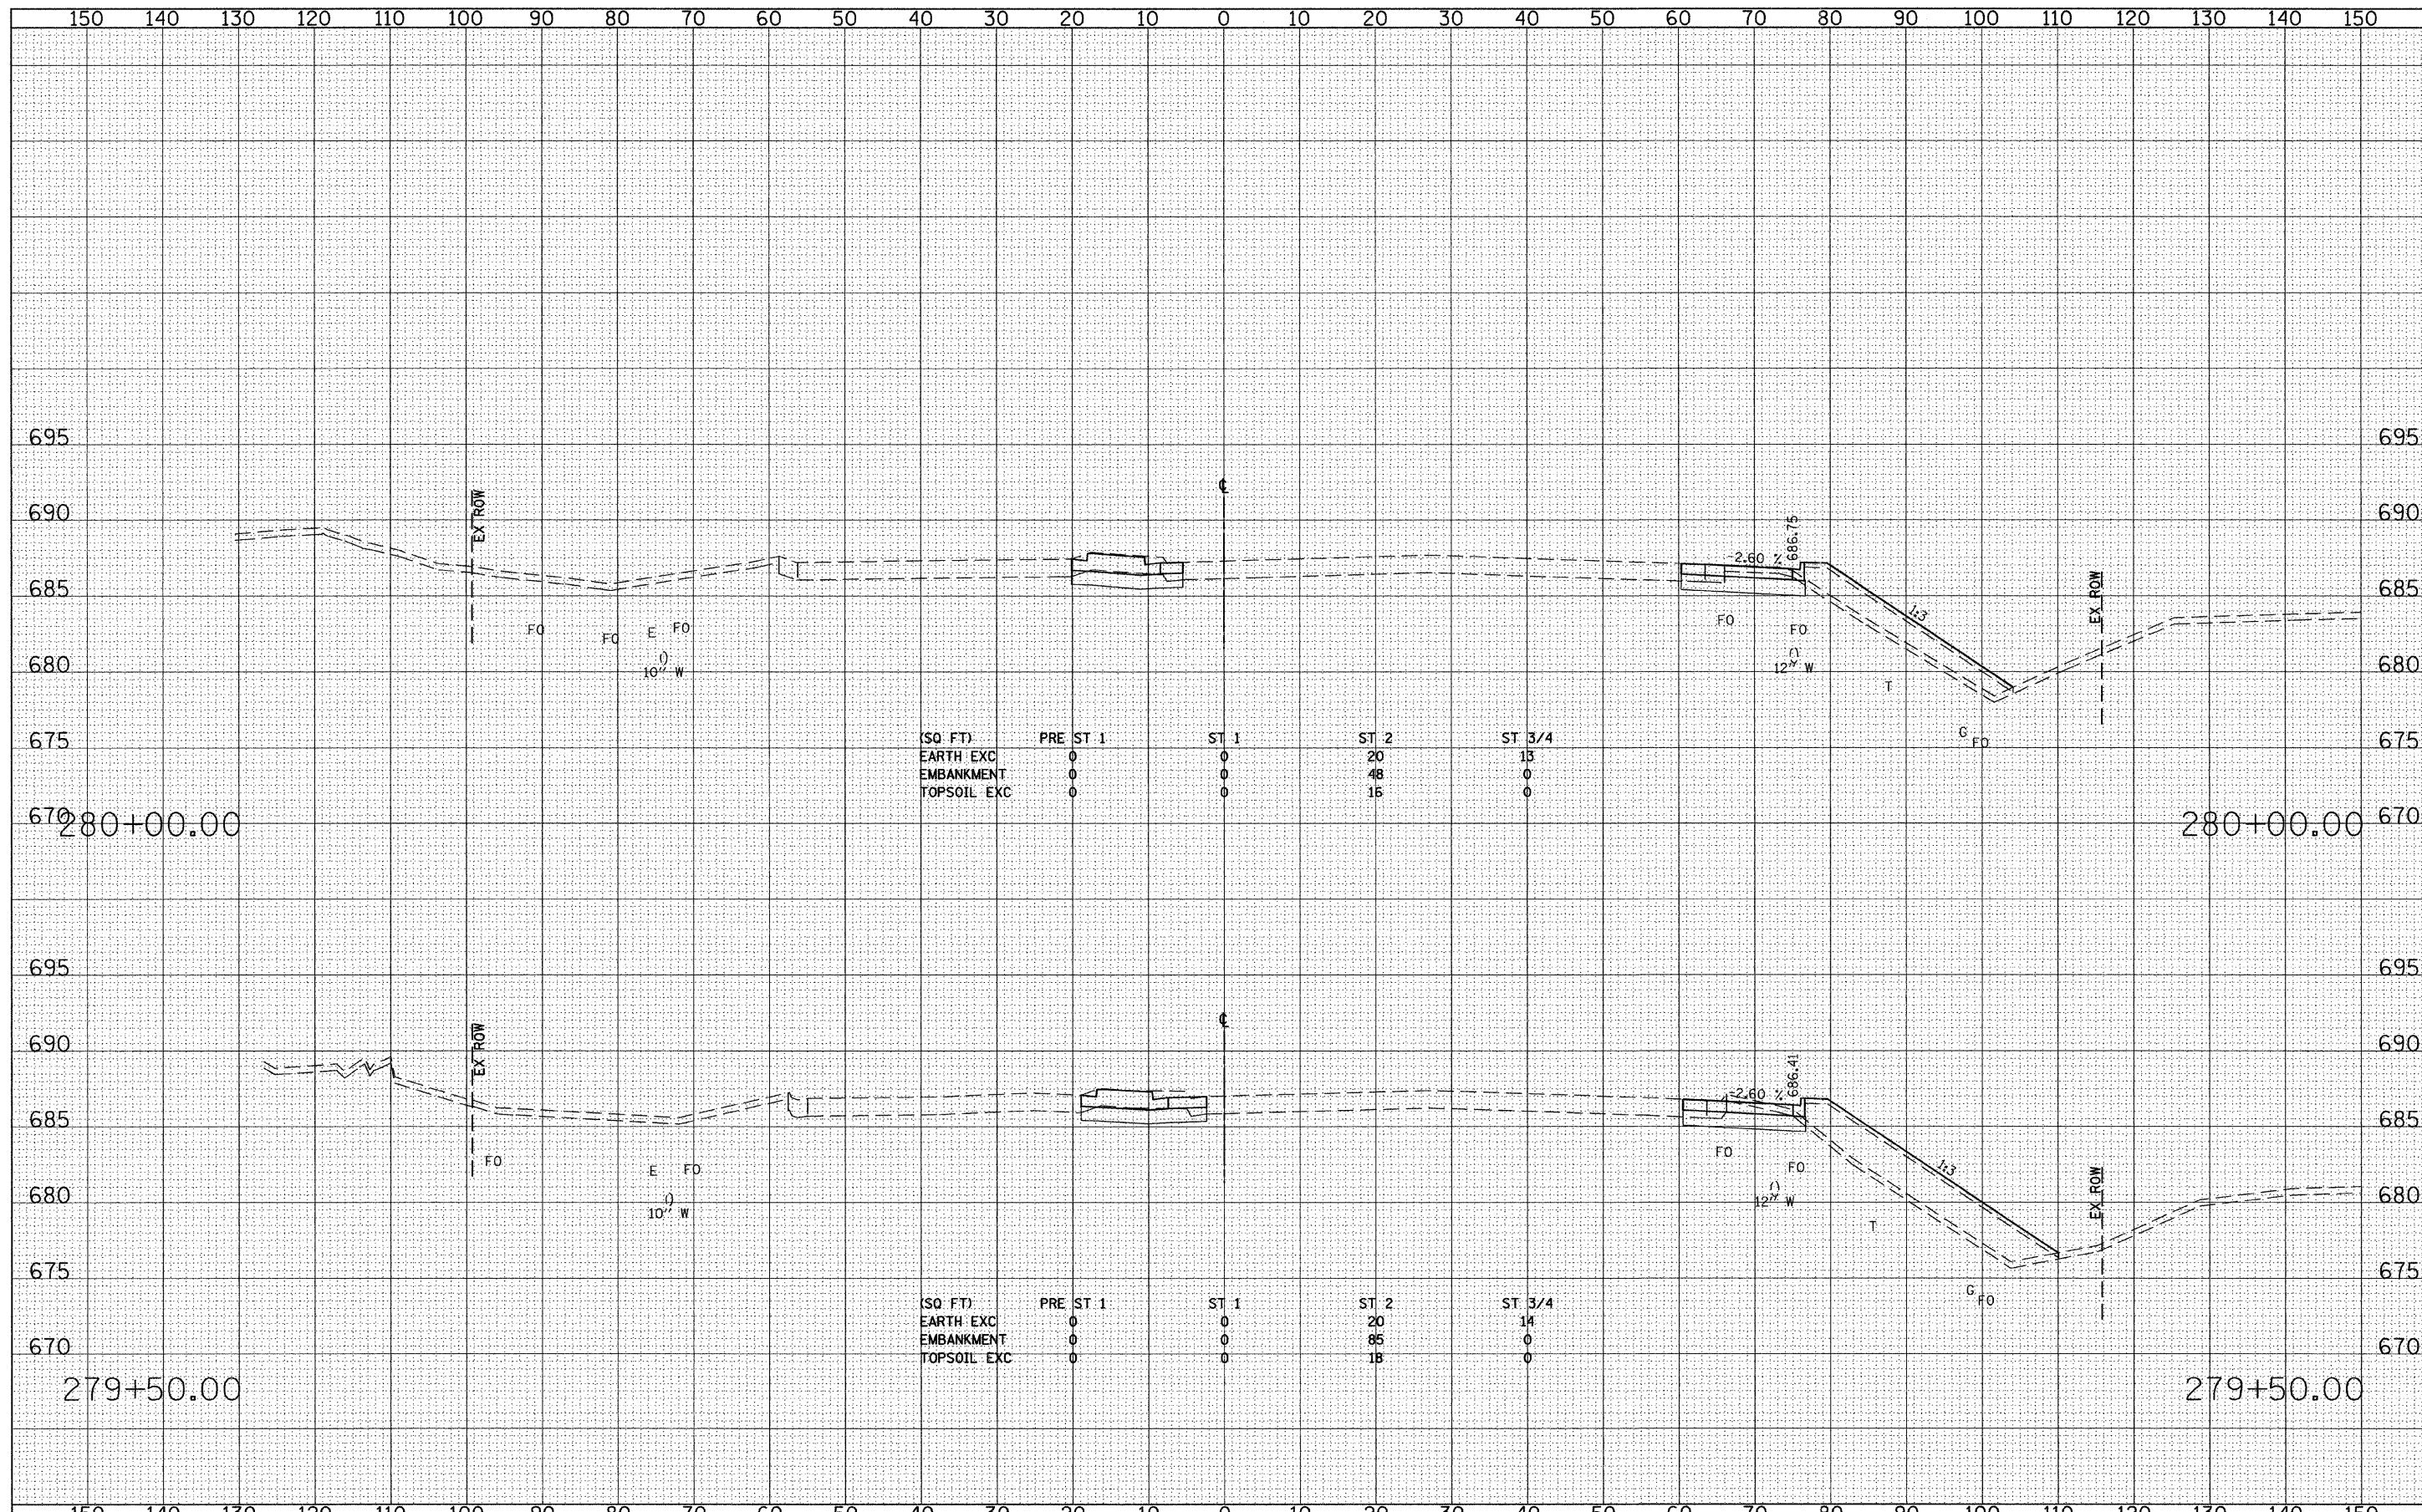 150 140 130 120 110 100 90 80 70 60 50 40 30 20 10 0 10 20 30 40 50 60 70 80 90 100 110 120 130 140 150
695 695
690 EX ROW ℄ 686.75 690
-2.60 %
685 1:3 EX ROW 685
FO FO E FO FO FO
680 10" W 12" W 680
T
G FO
675 675
(SQ FT) PRE ST 1 ST 1 ST 2 ST 3/4
EARTH EXC 0 0 20 13
EMBANKMENT 0 0 48 0
TOPSOIL EXC 0 0 16 0
670 280+00.00 280+00.00 670
695 695
690 EX ROW ℄ 686.41 690
-2.60 %
685 685
FO E FO FO FO 1:3 EX ROW
680 10" W 12" W 680
T
675 675
G FO
(SQ FT) PRE ST 1 ST 1 ST 2 ST 3/4
EARTH EXC 0 0 20 14
EMBANKMENT 0 0 85 0
TOPSOIL EXC 0 0 18 0
670 670
279+50.00 279+50.00
150 140 130 120 110 100 90 80 70 60 50 40 30 20 10 0 10 20 30 40 50 60 70 80 90 100 110 120 130 140 150